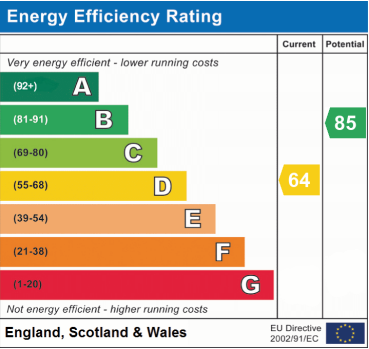 Energy Efficiency Rating
Current Potential
Very energy efficient - lower running costs
(92+) A
(81-91) B
85
(69-80) C
(55-68) D
64
(39-54) E
(21-38) F
(1-20) G
Not energy efficient - higher running costs
England, Scotland & Wales
EU Directive
2002/91/EC